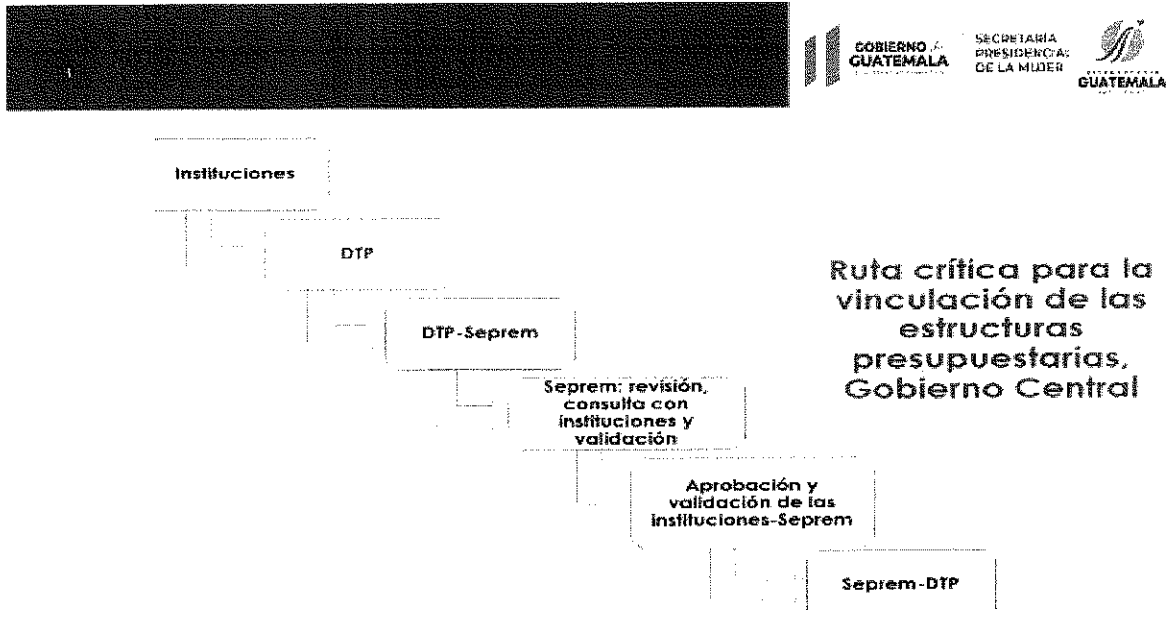 GOBIERNO de
GUATEMALA
SECRETARÍA
PRESIDENCIAL
DE LA MUJER
GUATEMALA
Instituciones
DTP
DTP-Seprem
Seprem: revisión,
consulta con
instituciones y
validación
Aprobación y
validación de las
instituciones-Seprem
Seprem-DTP
Ruta crítica para la
vinculación de las
estructuras
presupuestarias,
Gobierno Central